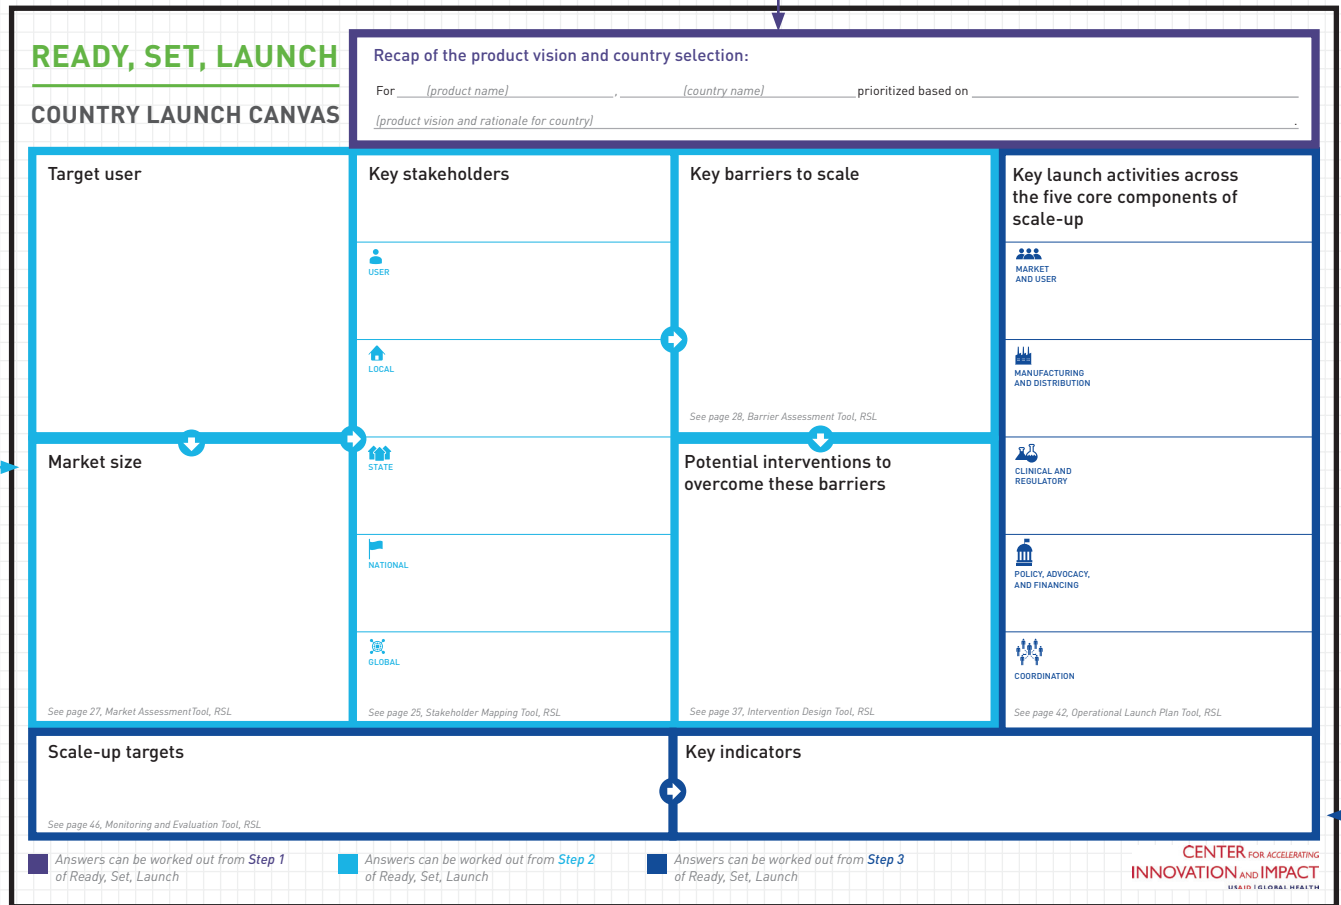 READY, SET, LAUNCH
COUNTRY LAUNCH CANVAS
Recap of the product vision and country selection:
For (product name) , (country name) prioritized based on
(product vision and rationale for country) .
Target user
Market size
See page 27, Market AssessmentTool, RSL
Key stakeholders
USER
LOCAL
STATE
NATIONAL
GLOBAL
See page 25, Stakeholder Mapping Tool, RSL
Key barriers to scale
See page 28, Barrier Assessment Tool, RSL
Potential interventions to
overcome these barriers
See page 37, Intervention Design Tool, RSL
Key launch activities across
the five core components of
scale-up
MARKET
AND USER
MANUFACTURING
AND DISTRIBUTION
CLINICAL AND
REGULATORY
POLICY, ADVOCACY,
AND FINANCING
COORDINATION
See page 42, Operational Launch Plan Tool, RSL
Scale-up targets
See page 46, Monitoring and Evaluation Tool, RSL
Key indicators
Answers can be worked out from Step 1
of Ready, Set, Launch
Answers can be worked out from Step 2
of Ready, Set, Launch
Answers can be worked out from Step 3
of Ready, Set, Launch
CENTER FOR ACCELERATING
INNOVATION AND IMPACT
USAID | GLOBAL HEALTH